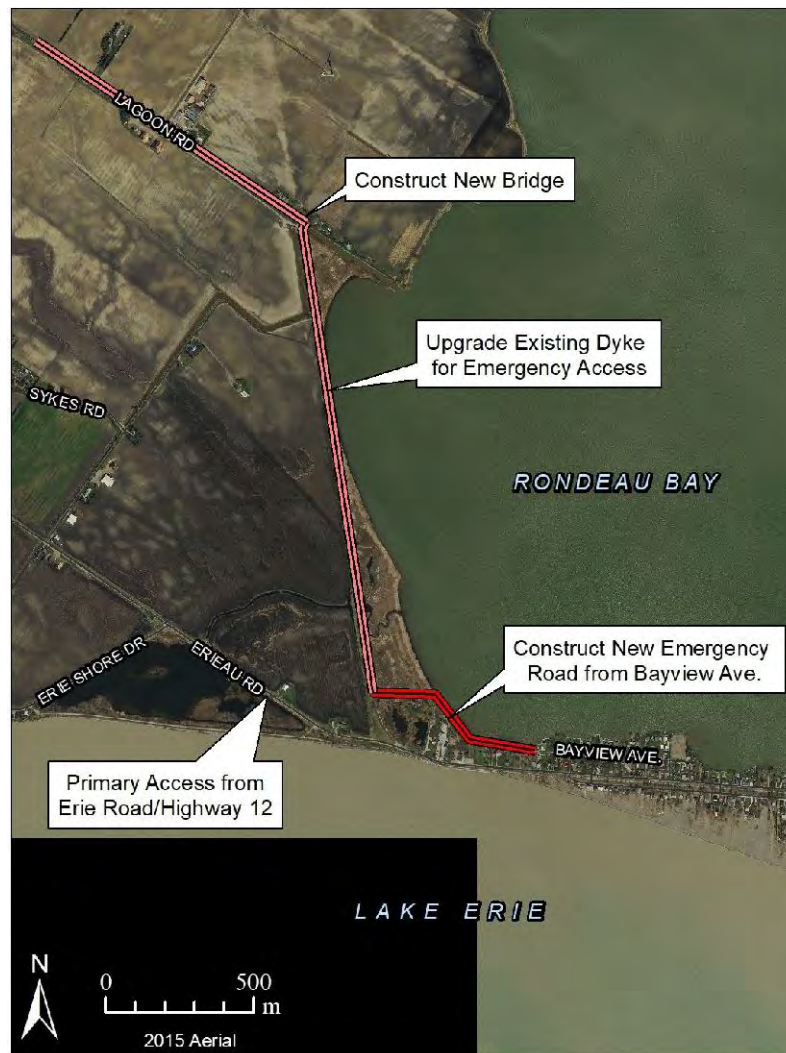 LAGOON RD
Construct New Bridge
Upgrade Existing Dyke
for Emergency Access
SYKES RD
RONDEAU BAY
Construct New Emergency
Road from Bayview Ave.
ERIE SHORE DR
ERIEAU RD
BAYVIEW AVE.
Primary Access from
Erie Road/Highway 12
LAKE ERIE
N
0 500
m
2015 Aerial